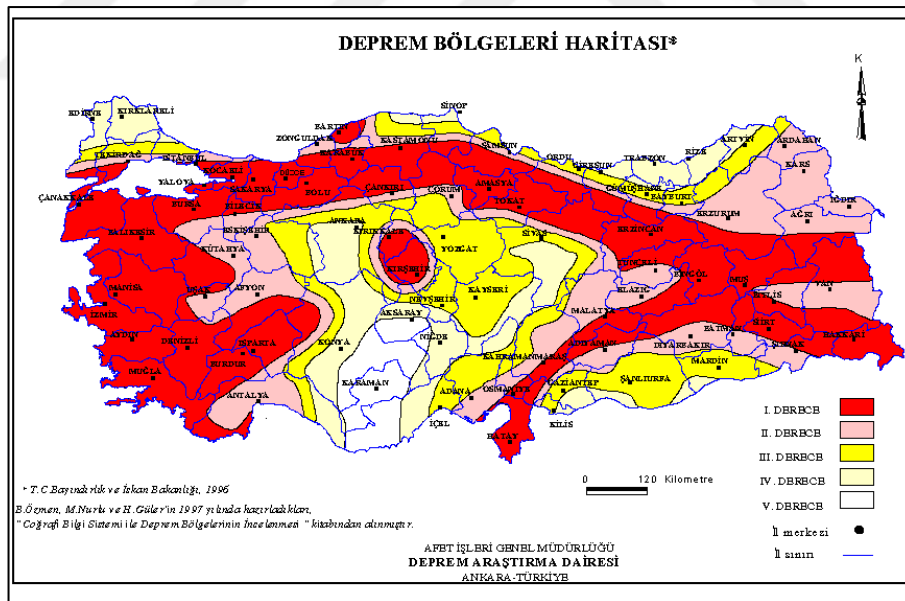 DEPREM BÖLGELERİ HARİTASI*
K
SİNOP
EDİRNE
KIRKLARELİ
BARTIN
ZONGULDAK
KASTAMONU
KARABÜK
SAMSUN
ARTVİN
ARDAHAN
TEKİRDAĞ
İSTANBUL
ORDU
GİRESUN
TRABZON
RİZE
KARS
YALOVA
KOCAELİ
SAKARYA
DÜZCE
BOLU
ÇANKIRI
ÇORUM
AMASYA
TOKAT
GÜMÜŞHANE
BAYBURT
ÇANAKKALE
BURSA
BİLECİK
ERZURUM
AĞRI
IĞDIR
ANKARA
ESKİŞEHİR
KIRIKKALE
YOZGAT
SİVAS
ERZİNCAN
BALIKESİR
KÜTAHYA
KIRŞEHİR
TUNCELİ
BİNGÖL
MUŞ
MANİSA
UŞAK
AFYON
NEVŞEHİR
KAYSERİ
ELAZIĞ
BİTLİS
VAN
İZMİR
AKSARAY
MALATYA
AYDIN
DENİZLİ
ISPARTA
BURDUR
KONYA
NİĞDE
KAHRAMANMARAŞ
ADIYAMAN
DİYARBAKIR
BATMAN
SİİRT
ŞIRNAK
HAKKARİ
MUĞLA
ANTALYA
KARAMAN
ADANA
OSMANİYE
GAZİANTEP
ŞANLIURFA
MARDİN
İÇEL
KİLİS
HATAY
I. DERECE
II. DERECE
III. DERECE
IV. DERECE
V. DERECE
İl merkezi
İl sınırı
0 120 Kilometre
* T.C Bayındırlık ve İskan Bakanlığı, 1996
B.Özmen, M.Nurlu ve H.Güler'in 1997 yılında hazırladıkları,
"Coğrafi Bilgi Sistemi ile Deprem Bölgelerinin İncelenmesi" kitabından alınmıştır.
AFET İŞLERİ GENEL MÜDÜRLÜĞÜ
DEPREM ARAŞTIRMA DAİRESİ
ANKARA-TÜRKİYE